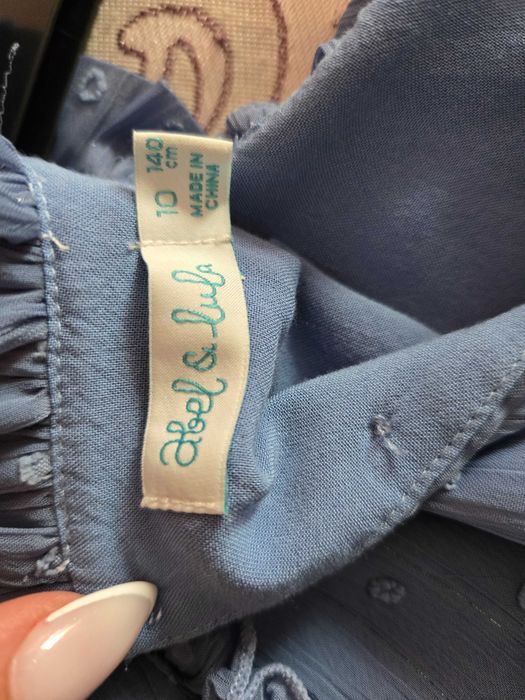 abel & lula
10 140
cm
MADE IN
CHINA